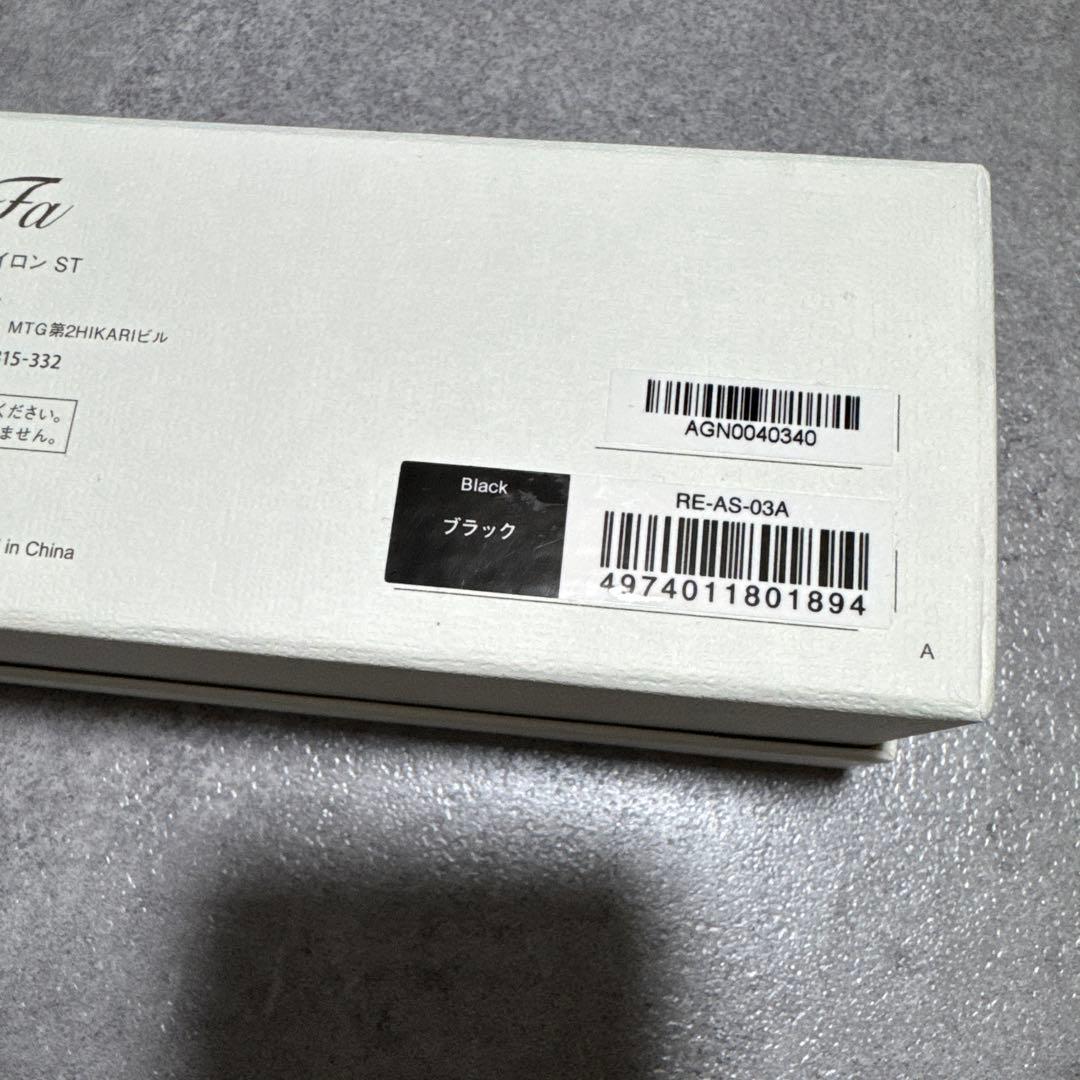 Fa
イロン ST
MTG第2HIKARIビル
815-332
ください。
ません。
in China
AGN0040340
Black
ブラック
RE-AS-03A
4974011801894
A